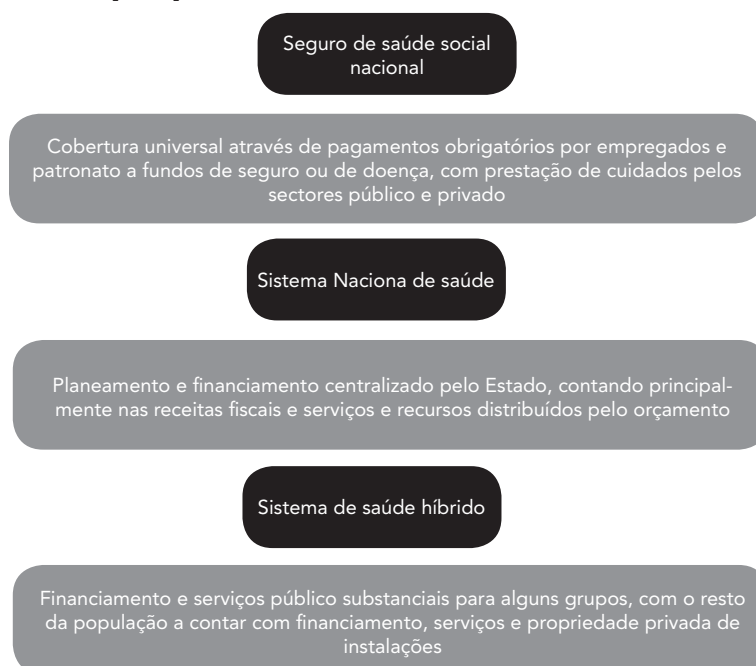 Seguro de saúde social
nacional
Cobertura universal através de pagamentos obrigatórios por empregados e
patronato a fundos de seguro ou de doença, com prestação de cuidados pelos
sectores público e privado
Sistema Naciona de saúde
Planeamento e financiamento centralizado pelo Estado, contando principal-
mente nas receitas fiscais e serviços e recursos distribuídos pelo orçamento
Sistema de saúde híbrido
Financiamento e serviços público substanciais para alguns grupos, com o resto
da população a contar com financiamento, serviços e propriedade privada de
instalações